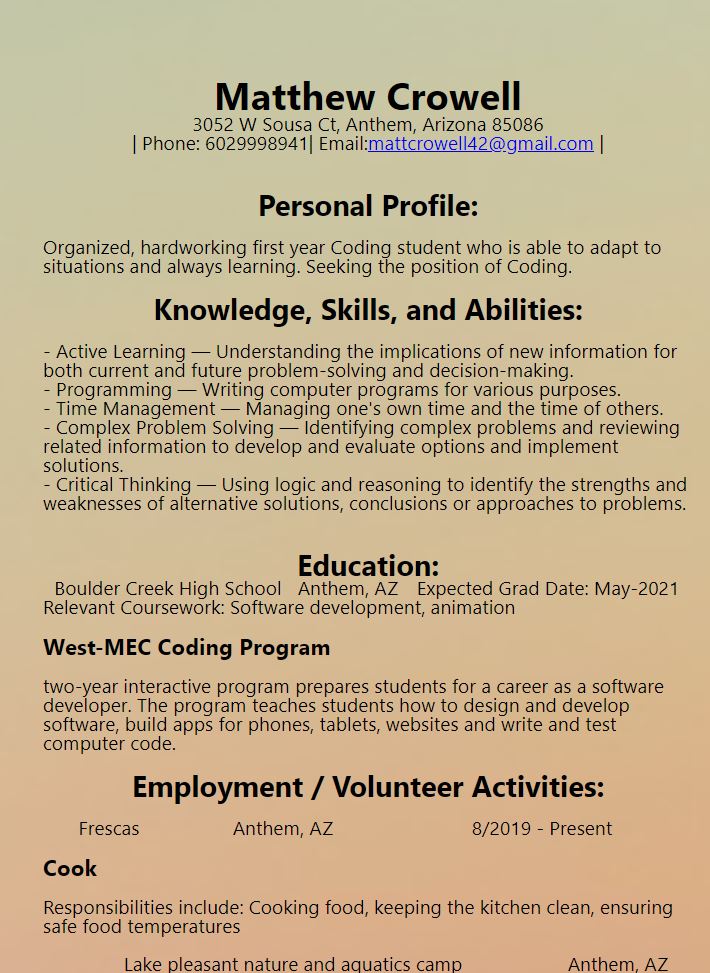 Matthew Crowell
3052 W Sousa Ct, Anthem, Arizona 85086
| Phone: 6029998941| Email:mattcrowell42@gmail.com |
Personal Profile:
Organized, hardworking first year Coding student who is able to adapt to
situations and always learning. Seeking the position of Coding.
Knowledge, Skills, and Abilities:
- Active Learning — Understanding the implications of new information for
both current and future problem-solving and decision-making.
- Programming — Writing computer programs for various purposes.
- Time Management — Managing one's own time and the time of others.
- Complex Problem Solving — Identifying complex problems and reviewing
related information to develop and evaluate options and implement
solutions.
- Critical Thinking — Using logic and reasoning to identify the strengths and
weaknesses of alternative solutions, conclusions or approaches to problems.
Education:
Boulder Creek High School Anthem, AZ Expected Grad Date: May-2021
Relevant Coursework: Software development, animation
West-MEC Coding Program
two-year interactive program prepares students for a career as a software
developer. The program teaches students how to design and develop
software, build apps for phones, tablets, websites and write and test
computer code.
Employment / Volunteer Activities:
Frescas Anthem, AZ 8/2019 - Present
Cook
Responsibilities include: Cooking food, keeping the kitchen clean, ensuring
safe food temperatures
Lake pleasant nature and aquatics camp Anthem, AZ